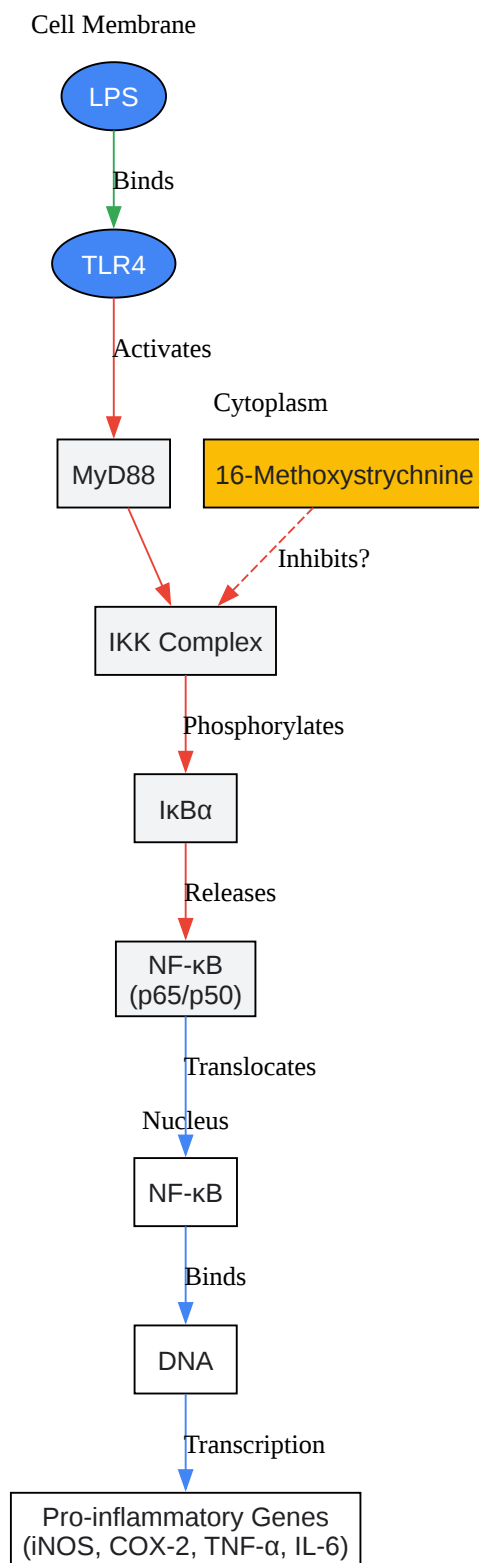 Cell Membrane
LPS
Binds
TLR4
Activates
Cytoplasm
MyD88
16-Methoxystrychnine
Inhibits?
IKK Complex
Phosphorylates
IκBα
Releases
NF-κB
(p65/p50)
Translocates
Nucleus
NF-κB
Binds
DNA
Transcription
Pro-inflammatory Genes
(iNOS, COX-2, TNF-α, IL-6)